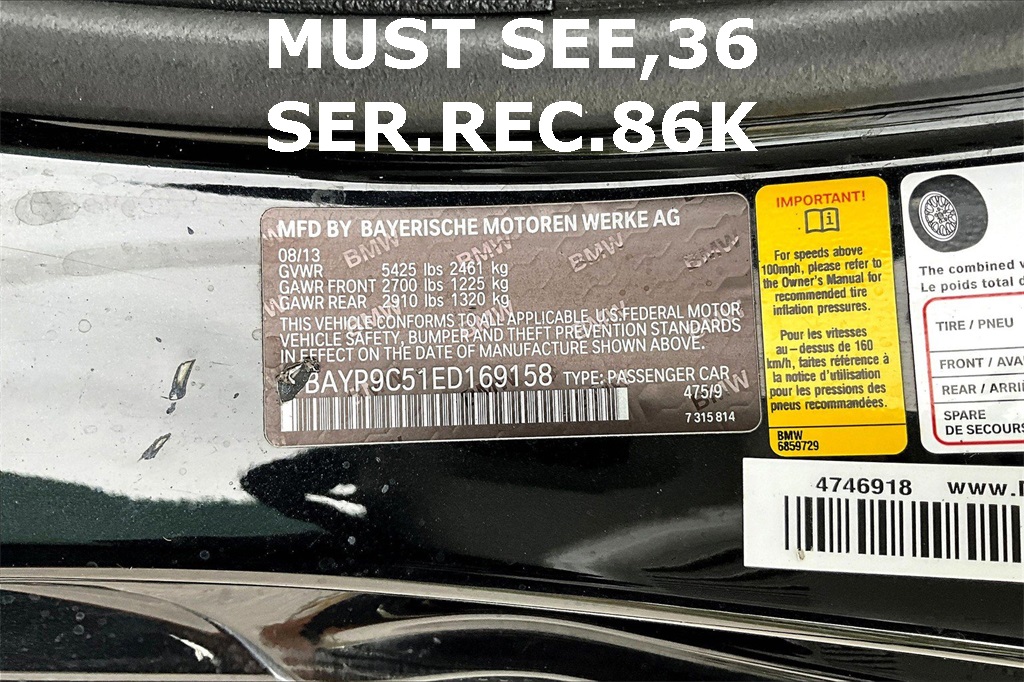 MUST SEE,36
SER.REC.86K
MFD BY BAYERISCHE MOTOREN WERKE AG
08/13
GVWR 5425 lbs 2461 kg
GAWR FRONT 2700 lbs 1225 kg
GAWR REAR 2910 lbs 1320 kg
THIS VEHICLE CONFORMS TO ALL APPLICABLE U.S. FEDERAL MOTOR
VEHICLE SAFETY, BUMPER AND THEFT PREVENTION STANDARDS
IN EFFECT ON THE DATE OF MANUFACTURE SHOWN ABOVE.
BAYR9C51ED169158 TYPE: PASSENGER CAR
475/9
7 315 814
BMW
BMW
BMW
BMW
BMW
BMW
IMPORTANT!
For speeds above
100mph, please refer to
the Owner's Manual for
recommended tire
inflation pressures.
Pour les vitesses
au-dessus de 160
km/h, faites référence à
la notice d'utilisation
pour les pressions des
pneus recommandées.
BMW
6859729
The combined
Le poids total
TIRE / PNEU
FRONT /
REAR /
SPARE
DE
4746918 www.